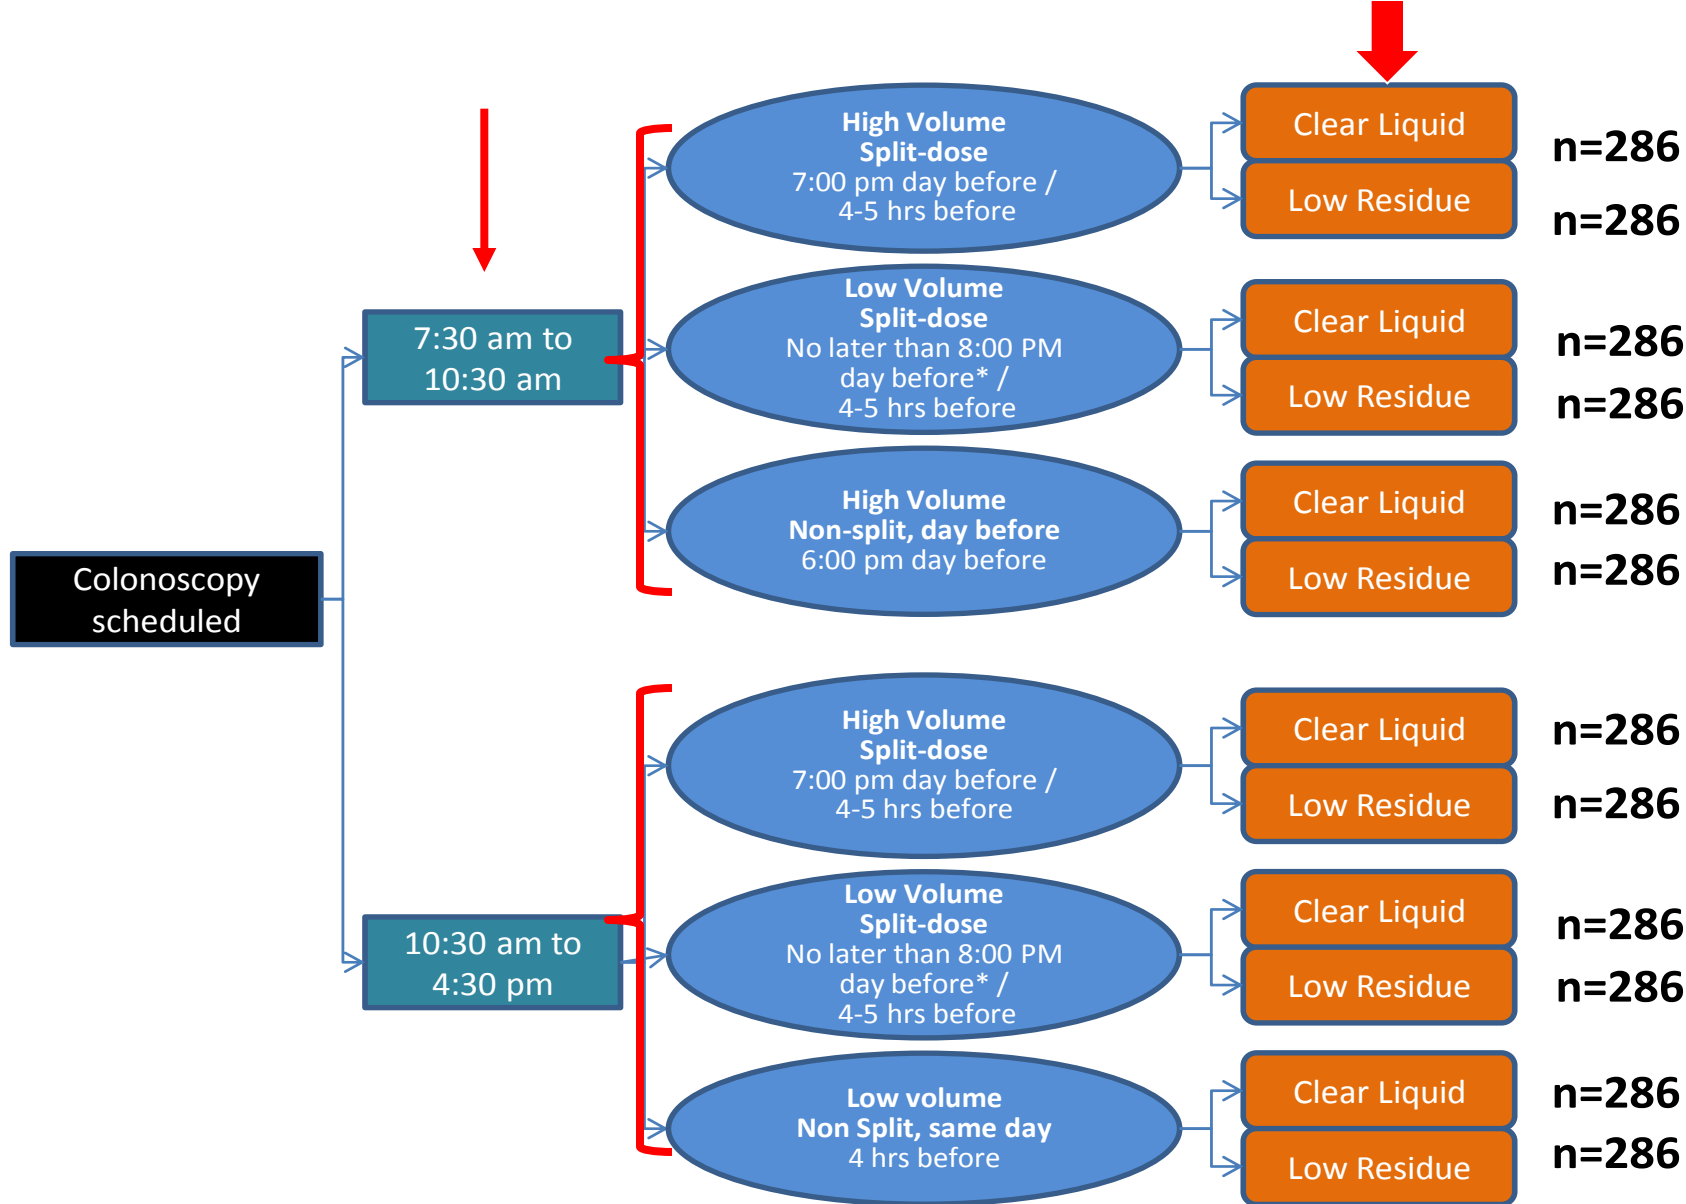 Colonoscopy
scheduled
7:30 am to
10:30 am
High Volume
Split-dose
7:00 pm day before /
4-5 hrs before
Clear Liquid
n=286
Low Residue
n=286
Low Volume
Split-dose
No later than 8:00 PM
day before* /
4-5 hrs before
Clear Liquid
n=286
Low Residue
n=286
High Volume
Non-split, day before
6:00 pm day before
Clear Liquid
n=286
Low Residue
n=286
10:30 am to
4:30 pm
High Volume
Split-dose
7:00 pm day before /
4-5 hrs before
Clear Liquid
n=286
Low Residue
n=286
Low Volume
Split-dose
No later than 8:00 PM
day before* /
4-5 hrs before
Clear Liquid
n=286
Low Residue
n=286
Low volume
Non Split, same day
4 hrs before
Clear Liquid
n=286
Low Residue
n=286